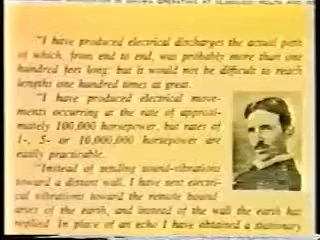 "I have produced electrical discharges the actual path
of which, from end to end, was probably more than one
hundred feet long; but it would not be difficult to reach
lengths one hundred times as great.
"I have produced electrical move-
ments occurring at the rate of approxi-
mately 100,000 horsepower, but rates of
1-, 5- or 10,000,000 horsepower are
easily practicable.
"Instead of sending sound-vibrations
toward a distant wall, I have sent electri-
cal vibrations toward the remote bound-
aries of the earth, and instead of the wall the earth has
replied. In place of an echo I have obtained a stationary